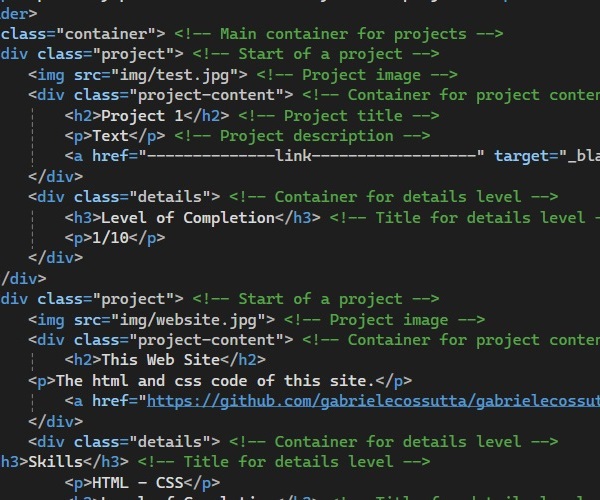 der>
class="container"> <!-- Main container for projects -->
div class="project"> <!-- Start of a project -->
<img src="img/test.jpg"> <!-- Project image -->
<div class="project-content"> <!-- Container for project conten
<h2>Project 1</h2> <!-- Project title -->
<p>Text</p> <!-- Project description -->
<a href="--------------link------------------" target="_bla
</div>
<div class="details"> <!-- Container for details level -->
<h3>Level of Completion</h3> <!-- Title for details level -
<p>1/10</p>
</div>
/div>
div class="project"> <!-- Start of a project -->
<img src="img/website.jpg"> <!-- Project image -->
<div class="project-content"> <!-- Container for project conten
<h2>This Web Site</h2>
<p>The html and css code of this site.</p>
<a href="https://github.com/gabrielecossutta/gabrielecossut
</div>
<div class="details"> <!-- Container for details level -->
h3>Skills</h3> <!-- Title for details level -->
<p>HTML - CSS</p>